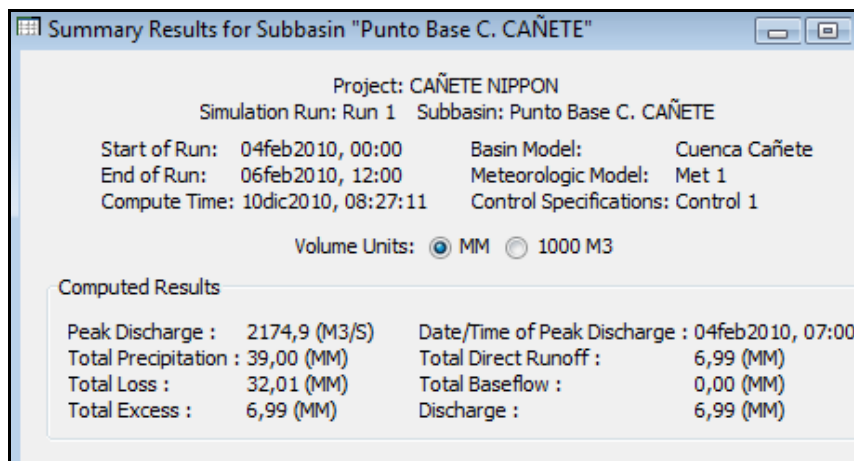 Summary Results for Subbasin "Punto Base C. CAÑETE"
Project: CAÑETE NIPPON
Simulation Run: Run 1 Subbasin: Punto Base C. CAÑETE
Start of Run: 04feb2010, 00:00 Basin Model: Cuenca Cañete
End of Run: 06feb2010, 12:00 Meteorologic Model: Met 1
Compute Time: 10dic2010, 08:27:11 Control Specifications: Control 1
Volume Units: MM 1000 M3
Computed Results
Peak Discharge : 2174,9 (M3/S) Date/Time of Peak Discharge : 04feb2010, 07:00
Total Precipitation : 39,00 (MM) Total Direct Runoff : 6,99 (MM)
Total Loss : 32,01 (MM) Total Baseflow : 0,00 (MM)
Total Excess : 6,99 (MM) Discharge : 6,99 (MM)